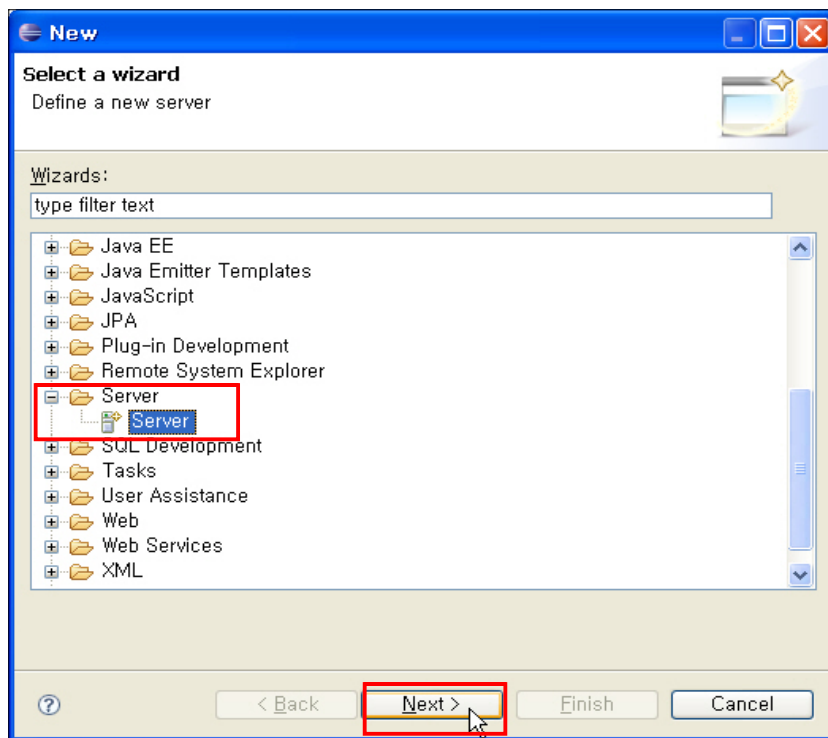 New
Select a wizard
Define a new server
Wizards:
type filter text
Java EE
Java Emitter Templates
JavaScript
JPA
Plug-in Development
Remote System Explorer
Server
Server
SQL Development
Tasks
User Assistance
Web
Web Services
XML
? < Back Next > Finish Cancel